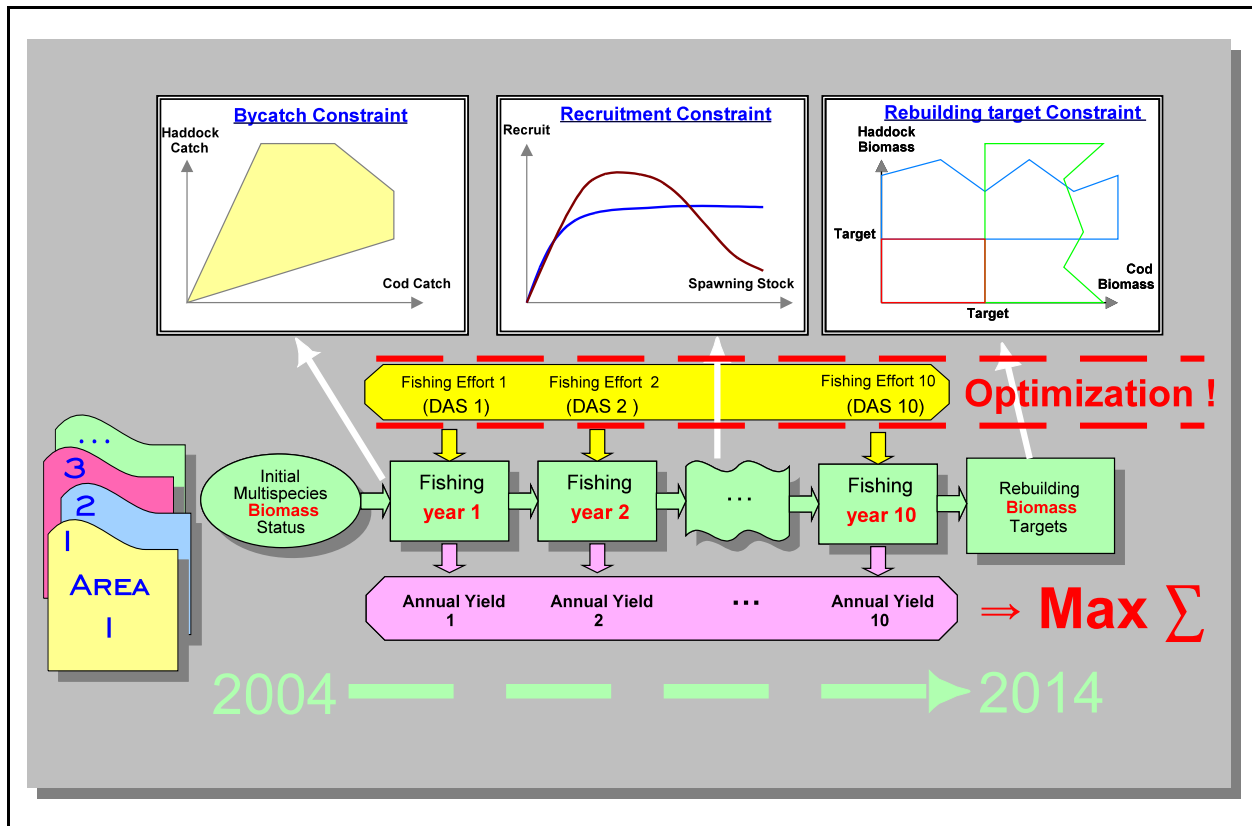 Bycatch Constraint
Haddock
Catch
Cod Catch
Recruitment Constraint
Recruit
Spawning Stock
Rebuilding target Constraint
Haddock
Biomass
Target
Cod
Biomass
Target
Fishing Effort 1
(DAS 1)
Fishing Effort 2
(DAS 2 )
Fishing Effort 10
(DAS 10)
Optimization !
...
3
2
1
AREA
1
Initial
Multispecies
Biomass
Status
Fishing
year 1
Fishing
year 2
...
Fishing
year 10
Rebuilding
Biomass
Targets
Annual Yield
1
Annual Yield
2
...
Annual Yield
10
⇒ Max ∑
2004
2014